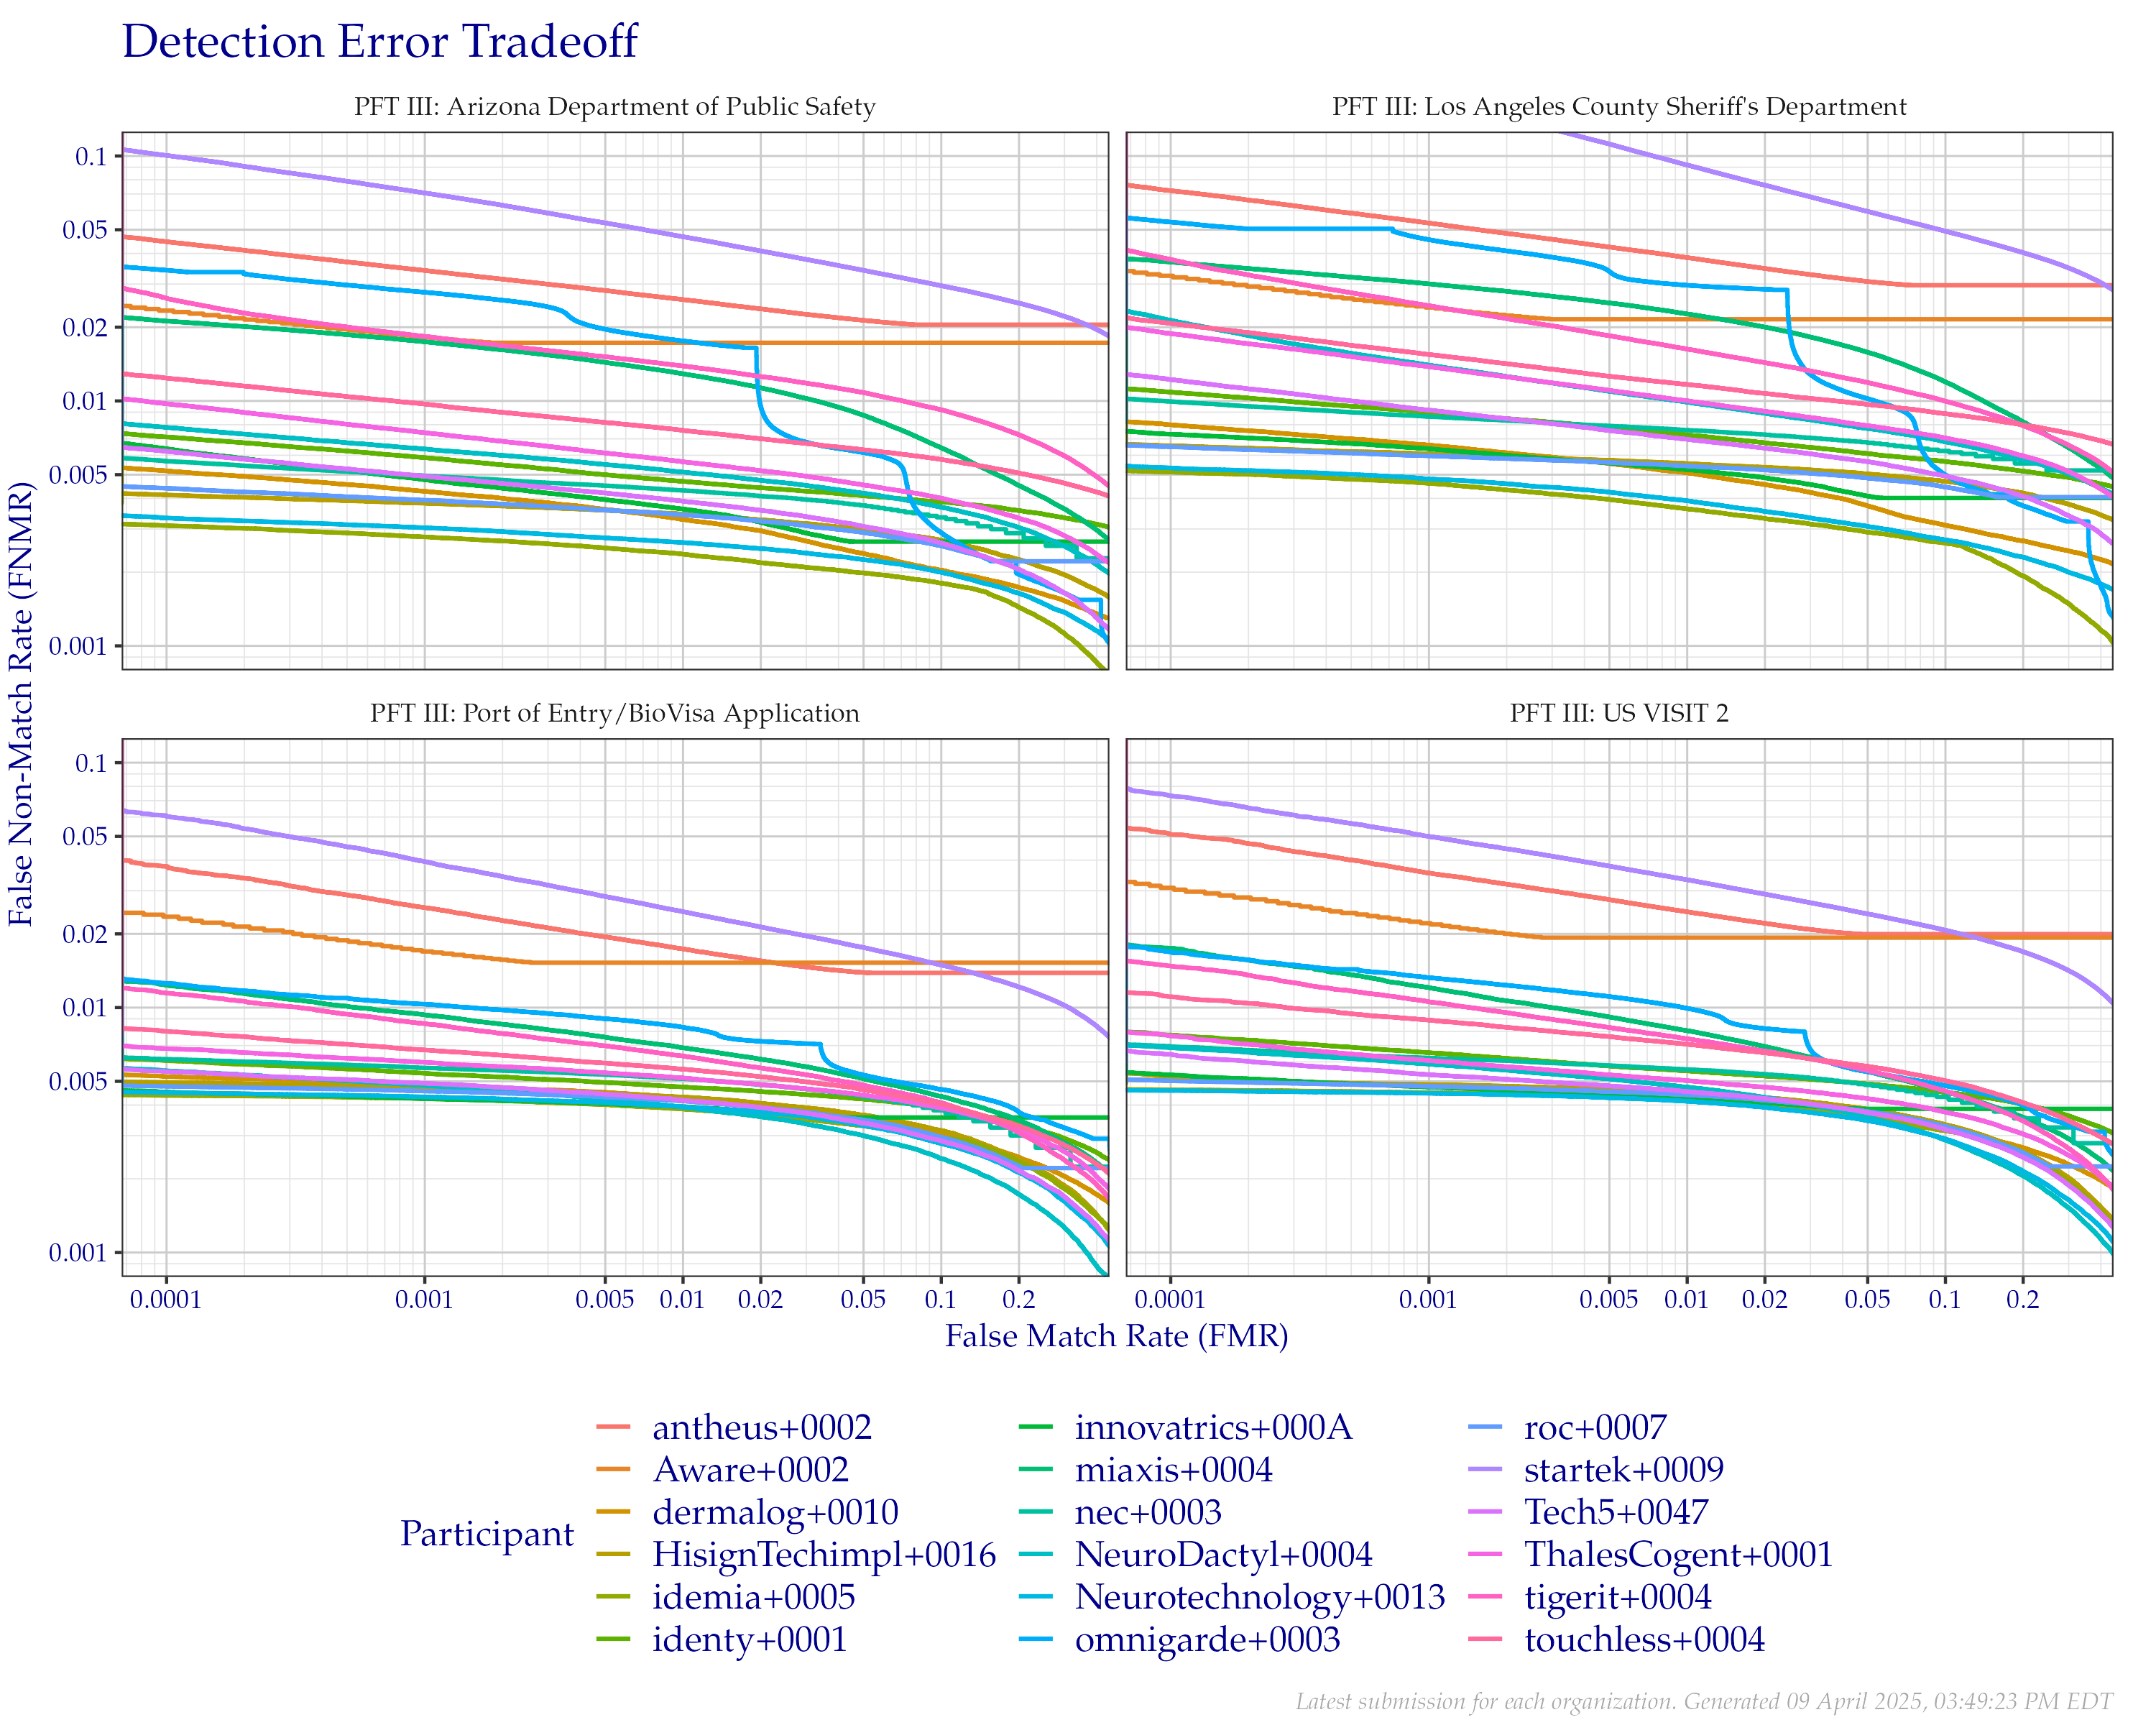 Detection Error Tradeoff
PFT III: Arizona Department of Public Safety
PFT III: Los Angeles County Sheriff's Department
0.1
0.05
0.02
0.01
0.005
0.001
PFT III: Port of Entry/BioVisa Application
PFT III: US VISIT 2
0.1
0.05
0.02
0.01
0.005
0.001
False Non-Match Rate (FNMR)
0.0001 0.001 0.005 0.01 0.02 0.05 0.1 0.2
0.0001 0.001 0.005 0.01 0.02 0.05 0.1 0.2
False Match Rate (FMR)
Participant
antheus+0002
Aware+0002
dermalog+0010
HisignTechimpl+0016
idemia+0005
identy+0001
innovatrics+000A
miaxis+0004
nec+0003
NeuroDactyl+0004
Neurotechnology+0013
omnigarde+0003
roc+0007
startek+0009
Tech5+0047
ThalesCogent+0001
tigerit+0004
touchless+0004
Latest submission for each organization. Generated 09 April 2025, 03:49:23 PM EDT